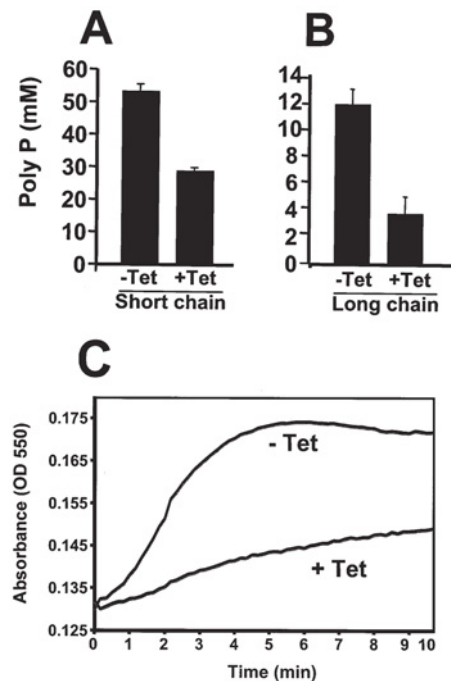 A
B
Poly P (mM)
60
50
40
30
20
10
0
-Tet +Tet
Short chain
14
12
10
8
6
4
2
0
-Tet +Tet
Long chain
C
Absorbance (OD 550)
0.175
0.165
0.155
0.145
0.135
0.125
- Tet
+ Tet
0 1 2 3 4 5 6 7 8 9 10
Time (min)